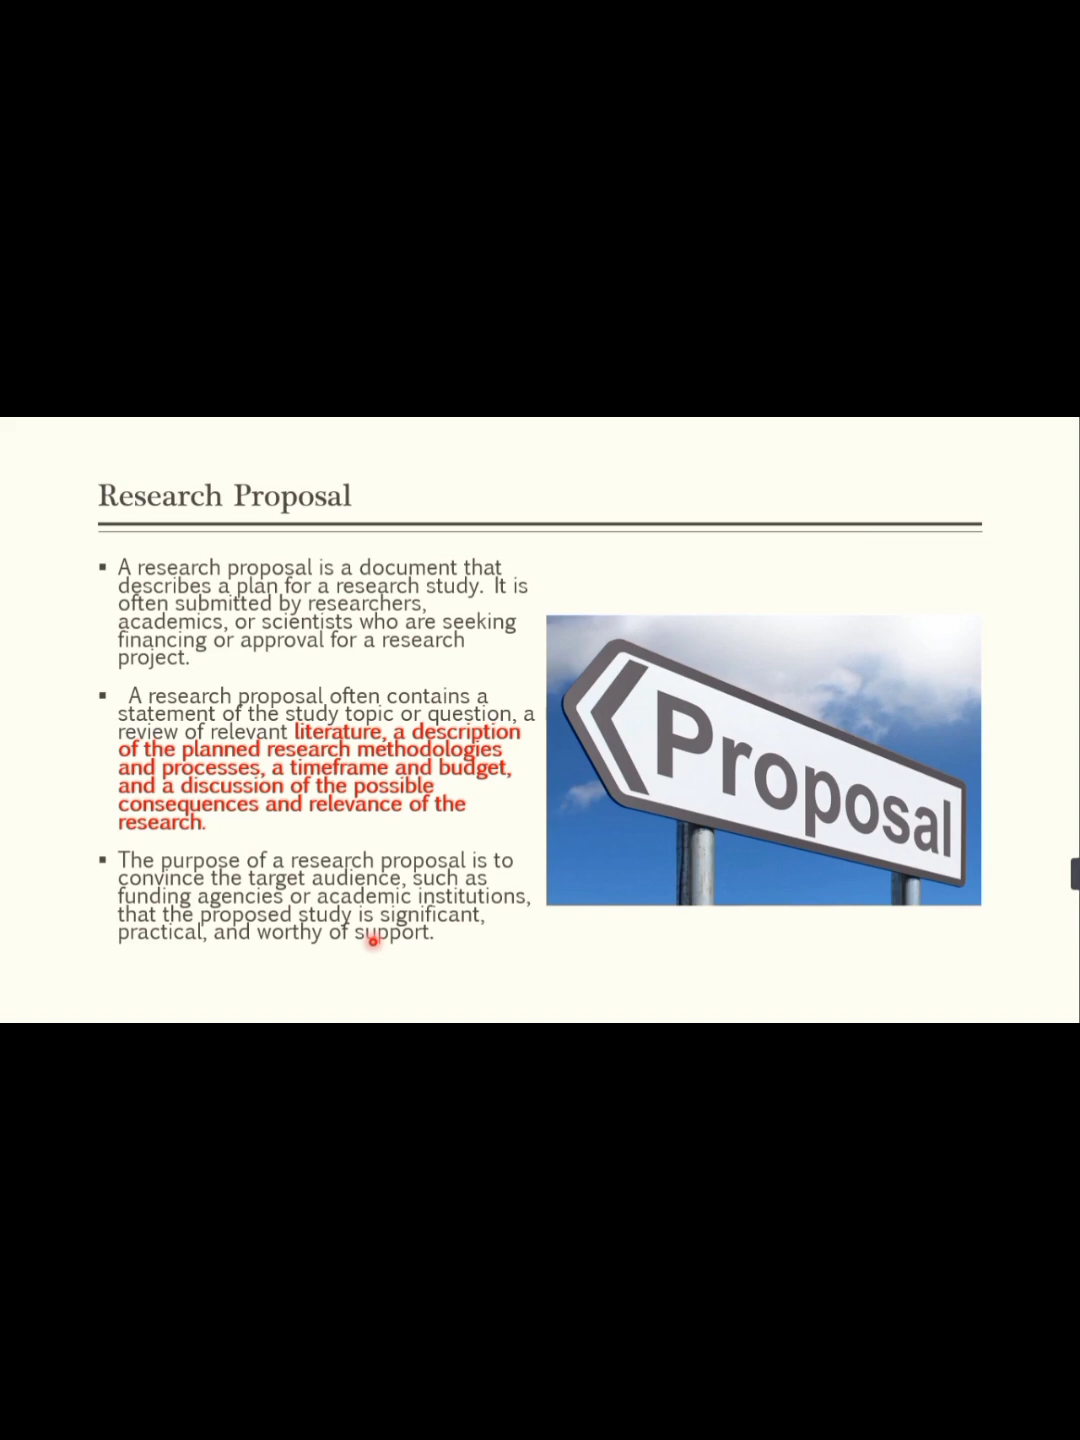 Research Proposal
▪ A research proposal is a document that
describes a plan for a research study. It is
often submitted by researchers,
academics, or scientists who are seeking
financing or approval for a research
project.
▪ A research proposal often contains a
statement of the study topic or question, a
review of relevant literature, a description
of the planned research methodologies
and processes, a timeframe and budget,
and a discussion of the possible
consequences and relevance of the
research.
▪ The purpose of a research proposal is to
convince the target audience, such as
funding agencies or academic institutions,
that the proposed study is significant,
practical, and worthy of support.
Proposal